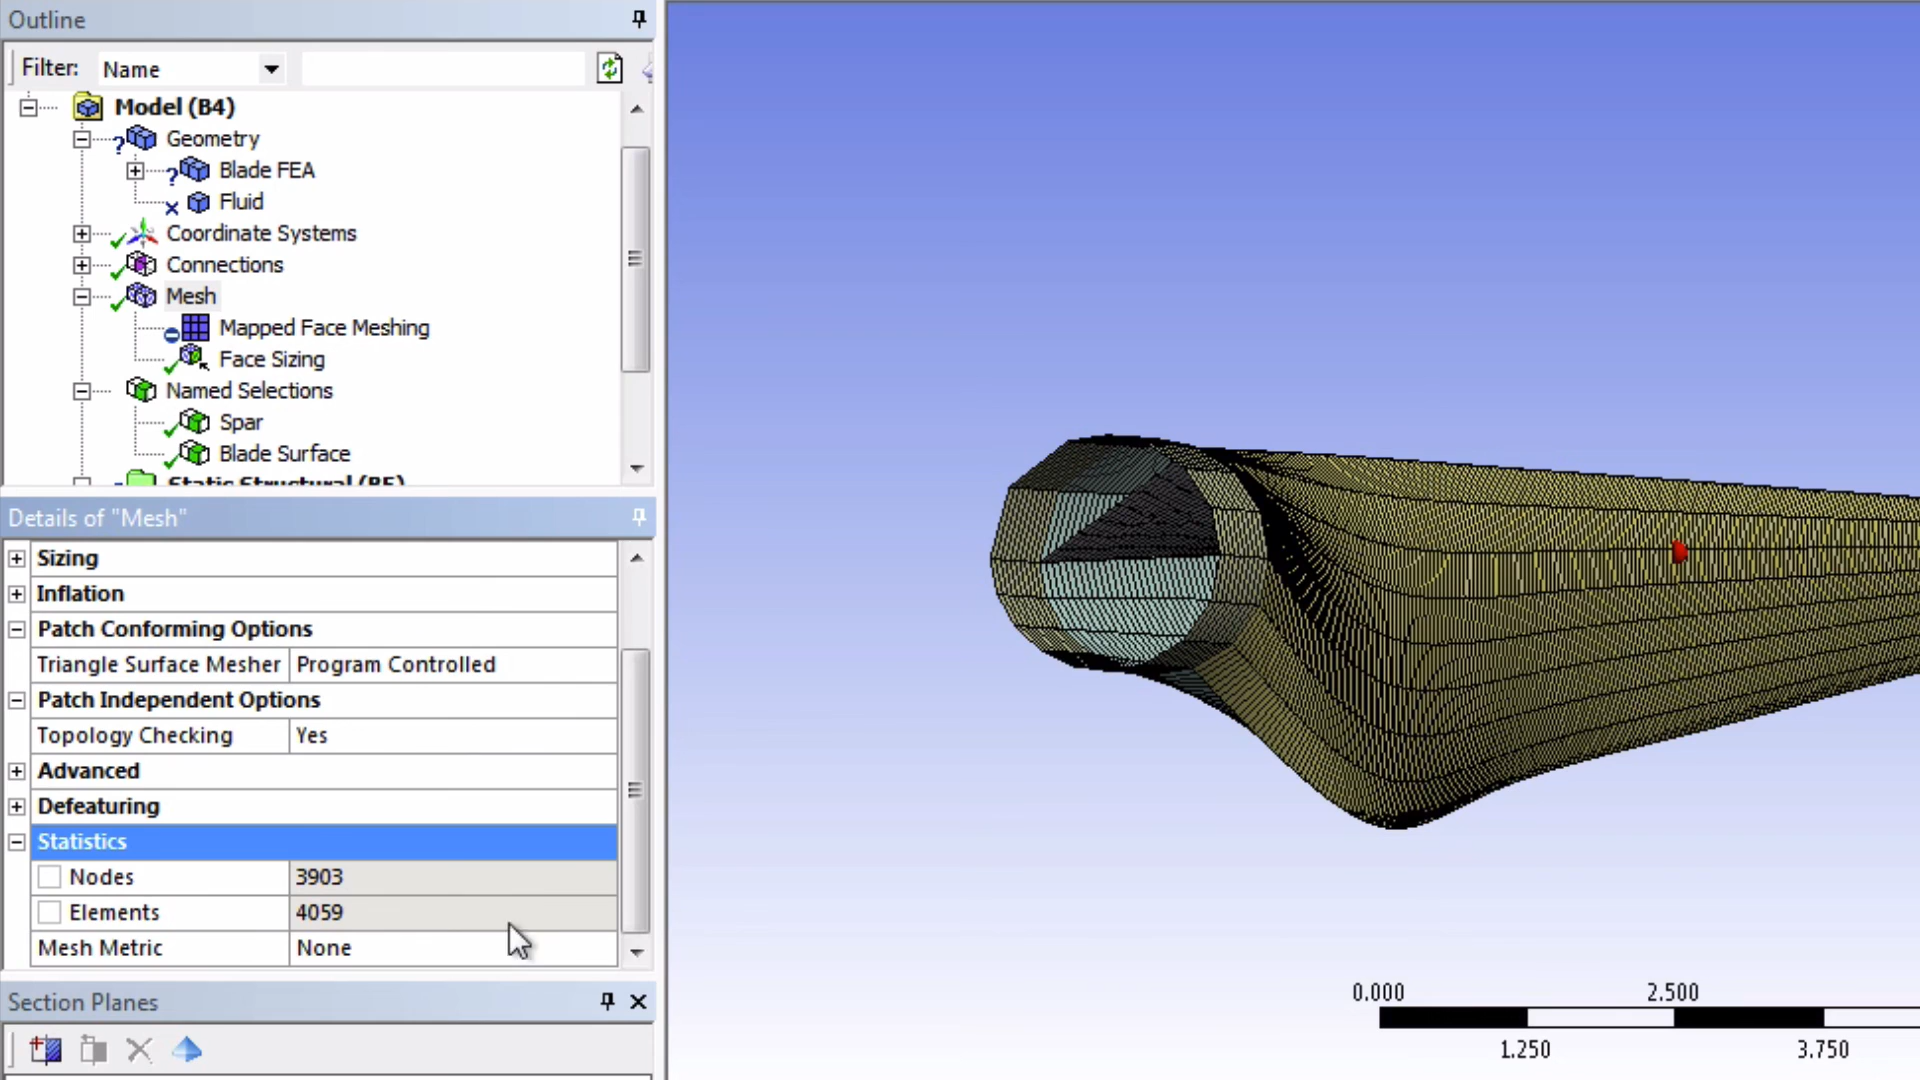 Outline
Filter: Name
Model (B4)
Geometry
Blade FEA
Fluid
Coordinate Systems
Connections
Mesh
Mapped Face Meshing
Face Sizing
Named Selections
Spar
Blade Surface
Static Structural (B5)
Details of "Mesh"
Sizing
Inflation
Patch Conforming Options
Triangle Surface Mesher Program Controlled
Patch Independent Options
Topology Checking Yes
Advanced
Defeaturing
Statistics
Nodes 3903
Elements 4059
Mesh Metric None
Section Planes
0.000 2.500
1.250 3.750